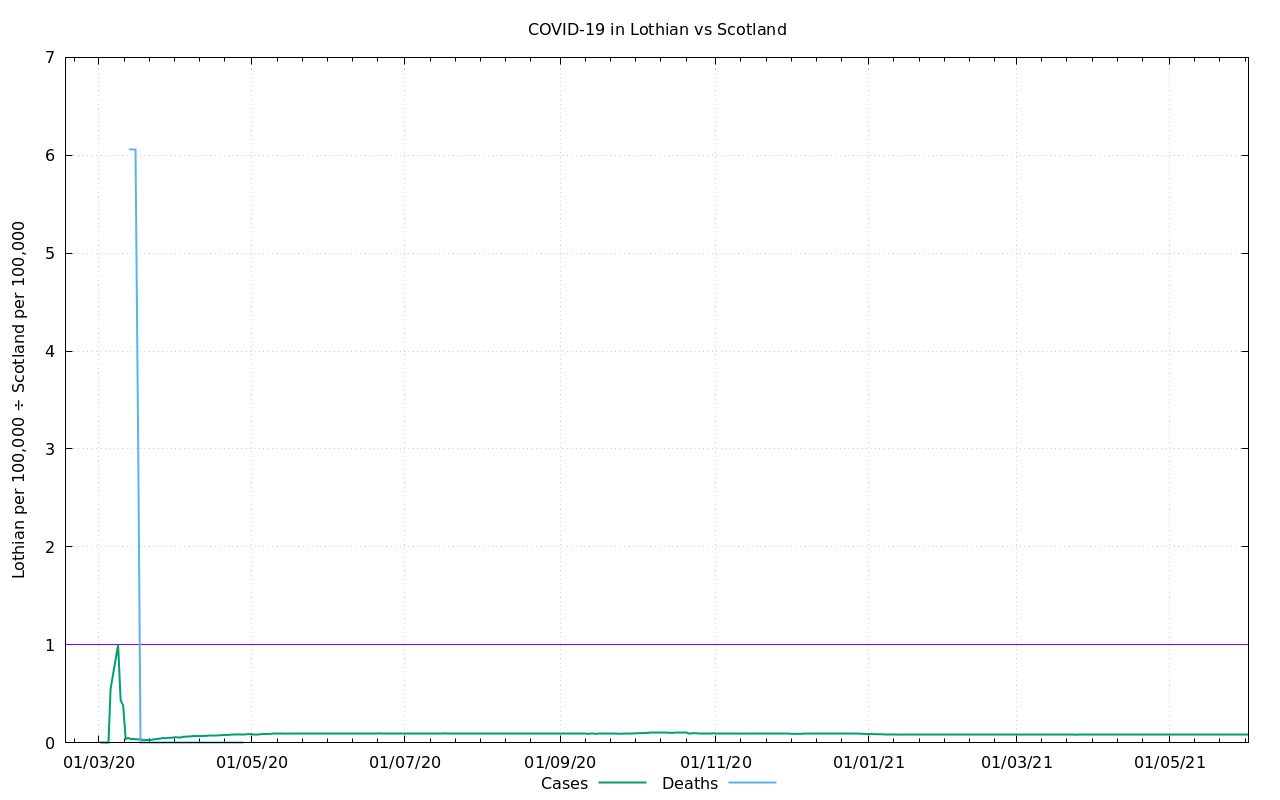 COVID-19 in Lothian vs Scotland
Lothian per 100,000 ÷ Scotland per 100,000
7
6
5
4
3
2
1
0
01/03/20 01/05/20 01/07/20 01/09/20 01/11/20 01/01/21 01/03/21 01/05/21
Cases Deaths